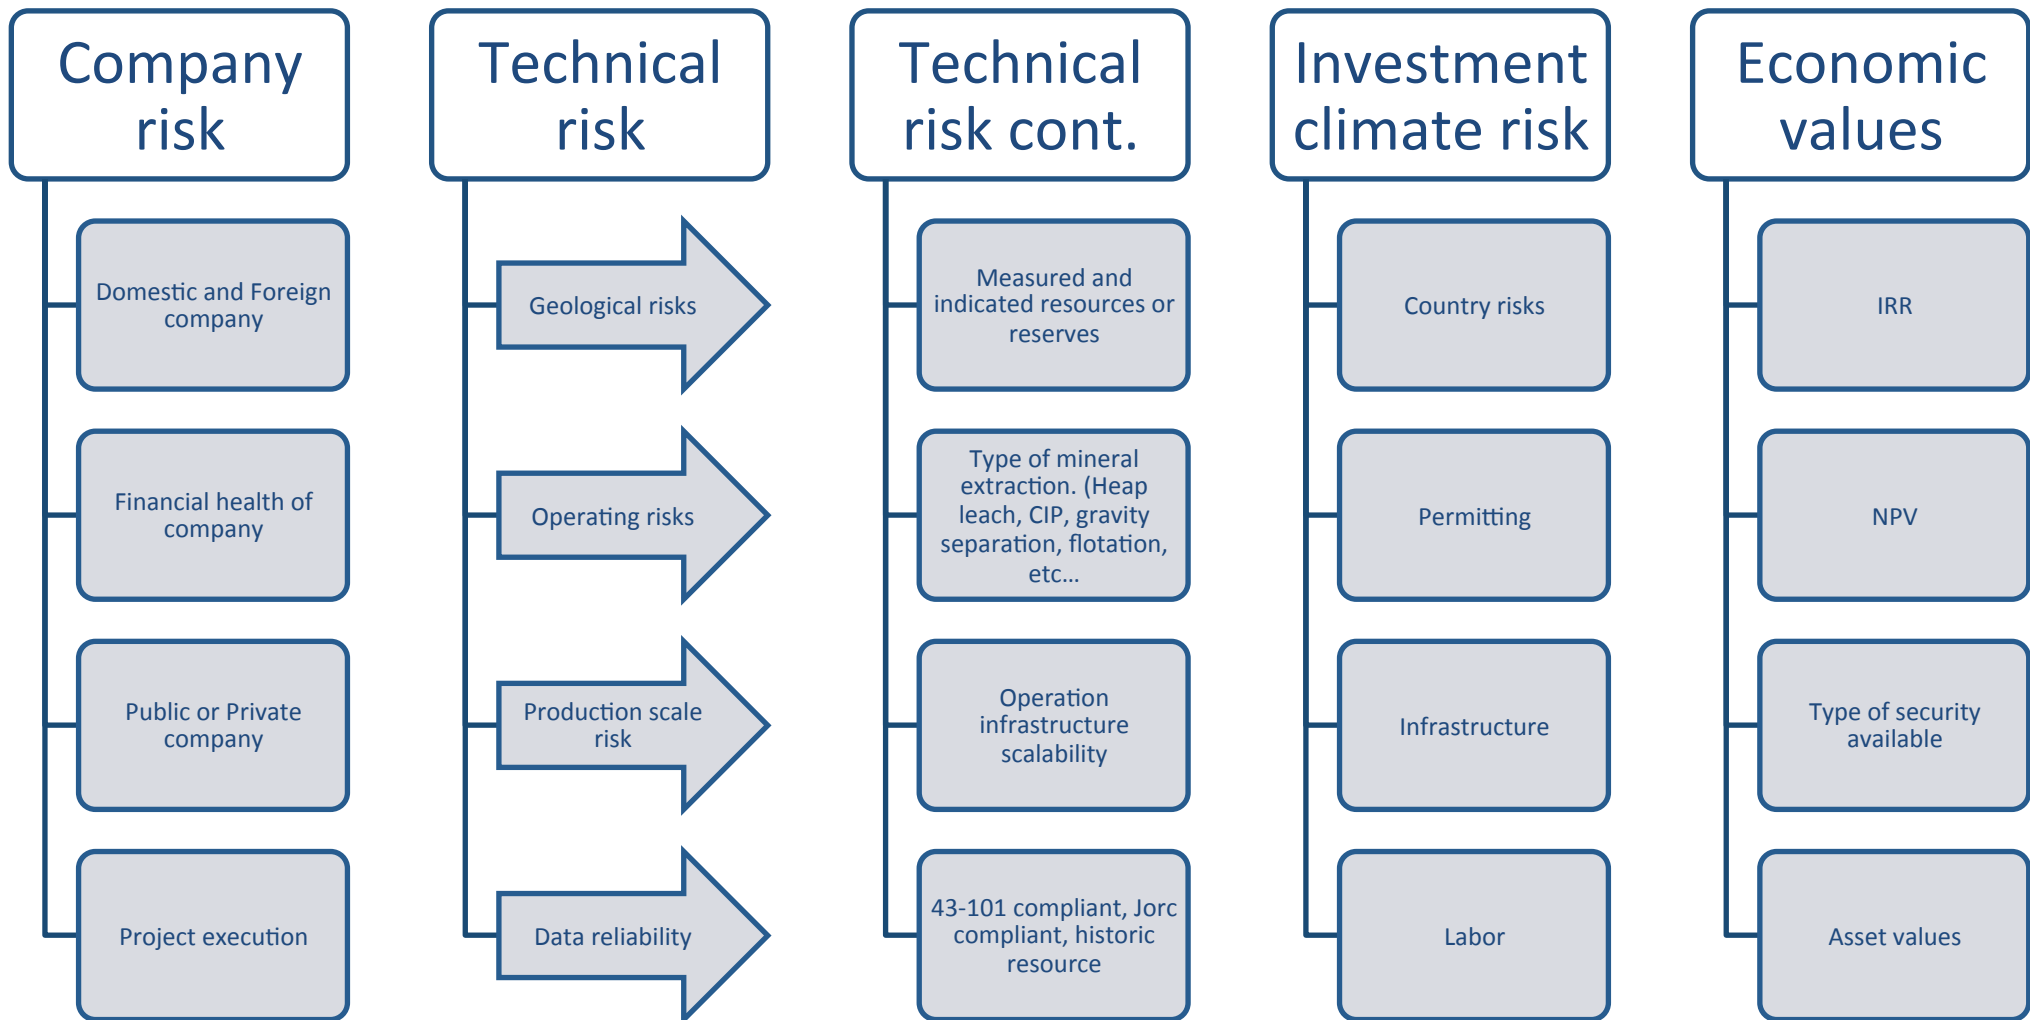 Company
risk
Domestic and Foreign
company
Financial health of
company
Public or Private
company
Project execution
Technical
risk
Geological risks
Operating risks
Production scale
risk
Data reliability
Technical
risk cont.
Measured and
indicated resources or
reserves
Type of mineral
extraction. (Heap
leach, CIP, gravity
separation, flotation,
etc...
Operation
infrastructure
scalability
43-101 compliant, Jorc
compliant, historic
resource
Investment
climate risk
Country risks
Permitting
Infrastructure
Labor
Economic
values
IRR
NPV
Type of security
available
Asset values